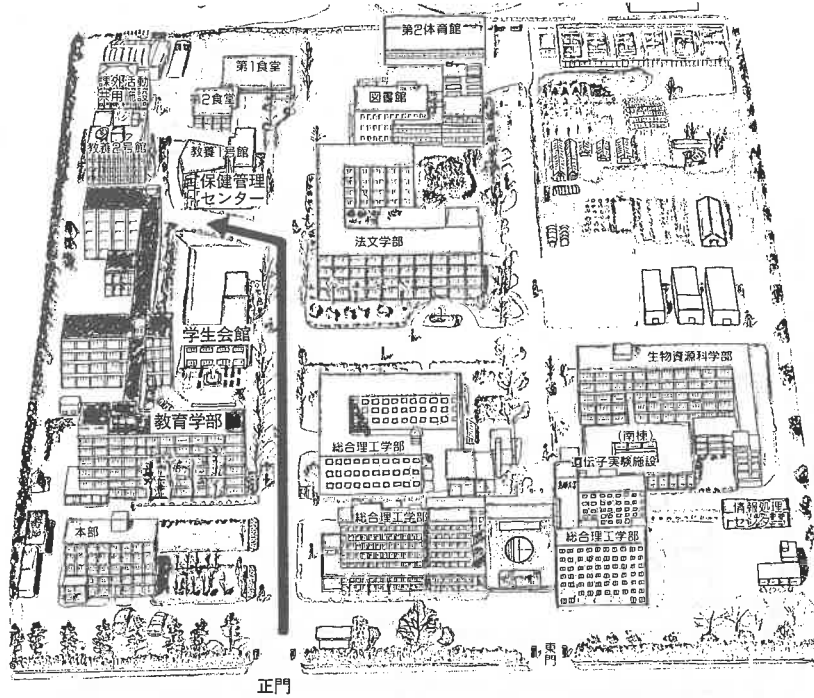 第2体育館
第1食堂
課外活動
共用施設
第2食堂
図書館
教養2号館
教養1号館
保健管理
センター
法文学部
学生会館
生物資源科学部
教育学部
総合理工学部
(南棟)
遺伝子実験施設
総合理工学部
情報処理
センター
本部
総合理工学部
東門
正門